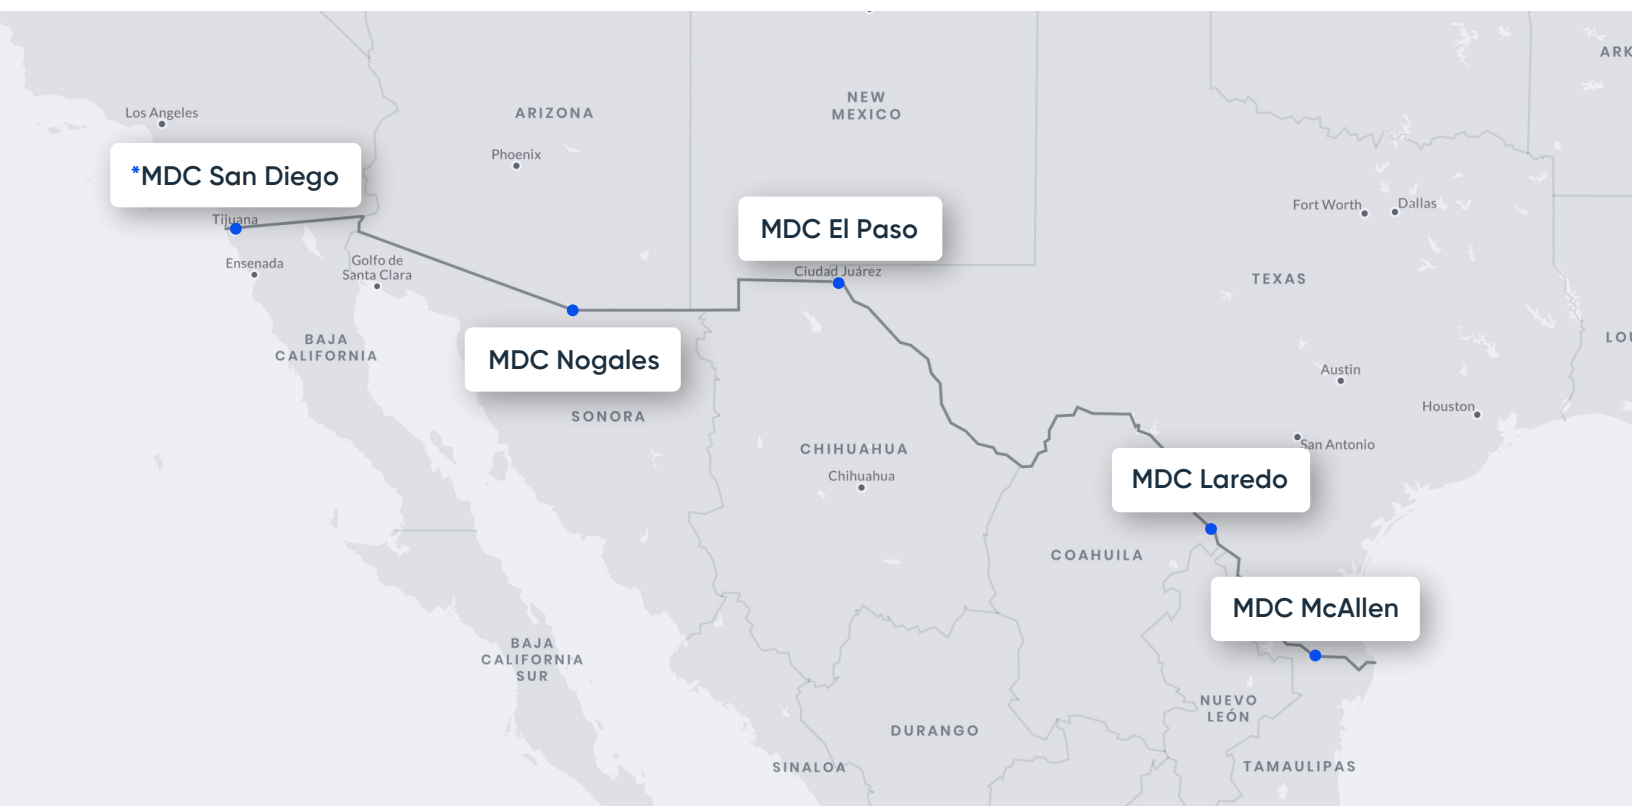 ARK
NEW
MEXICO
ARIZONA
Los Angeles
Phoenix
*MDC San Diego
Fort Worth
Dallas
Tijuana
MDC El Paso
Ensenada
Golfo de
Santa Clara
Ciudad Juárez
TEXAS
BAJA
CALIFORNIA
LOU
MDC Nogales
Austin
Houston
SONORA
San Antonio
CHIHUAHUA
Chihuahua
MDC Laredo
COAHUILA
MDC McAllen
BAJA
CALIFORNIA
SUR
NUEVO
LEÓN
DURANGO
SINALOA
TAMAULIPAS